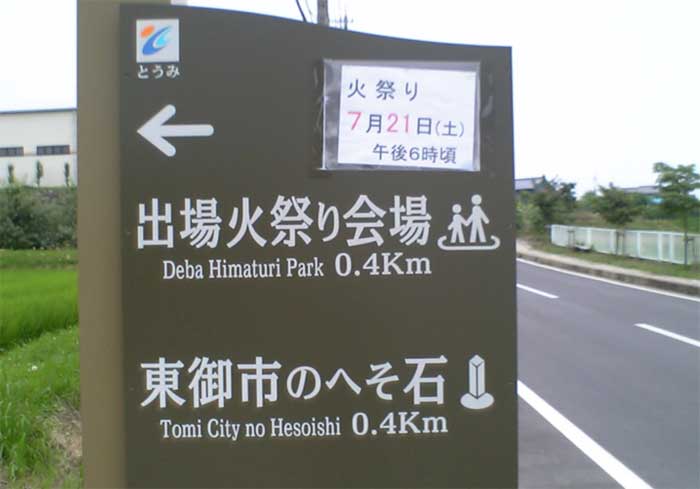 とうみ
火祭り
7月21日(土)
午後6時頃
出場火祭り会場
Deba Himaturi Park 0.4Km
東御市のへそ石
Tomi City no Hesoishi 0.4Km